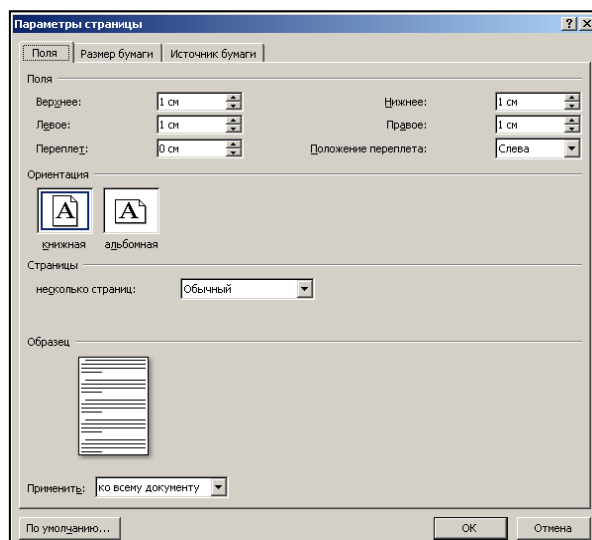 Параметры страницы
Поля Размер бумаги Источник бумаги
Поля
Верхнее: 1 см Нижнее: 1 см
Левое: 1 см Правое: 1 см
Переплет: 0 см Положение переплета: Слева
Ориентация
А А
книжная альбомная
Страницы
несколько страниц: Обычный
Образец
Применить: ко всему документу
По умолчанию... ОК Отмена